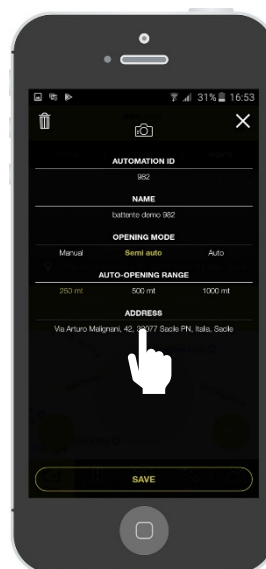 31% 16:53
AUTOMATION ID
982
NAME
battente demo 982
OPENING MODE
Manual Semi auto Auto
AUTO-OPENING RANGE
250 mt 500 mt 1000 mt
ADDRESS
Via Arturo Malignani, 42, 33077 Sacile PN, Italia, Sacile
SAVE